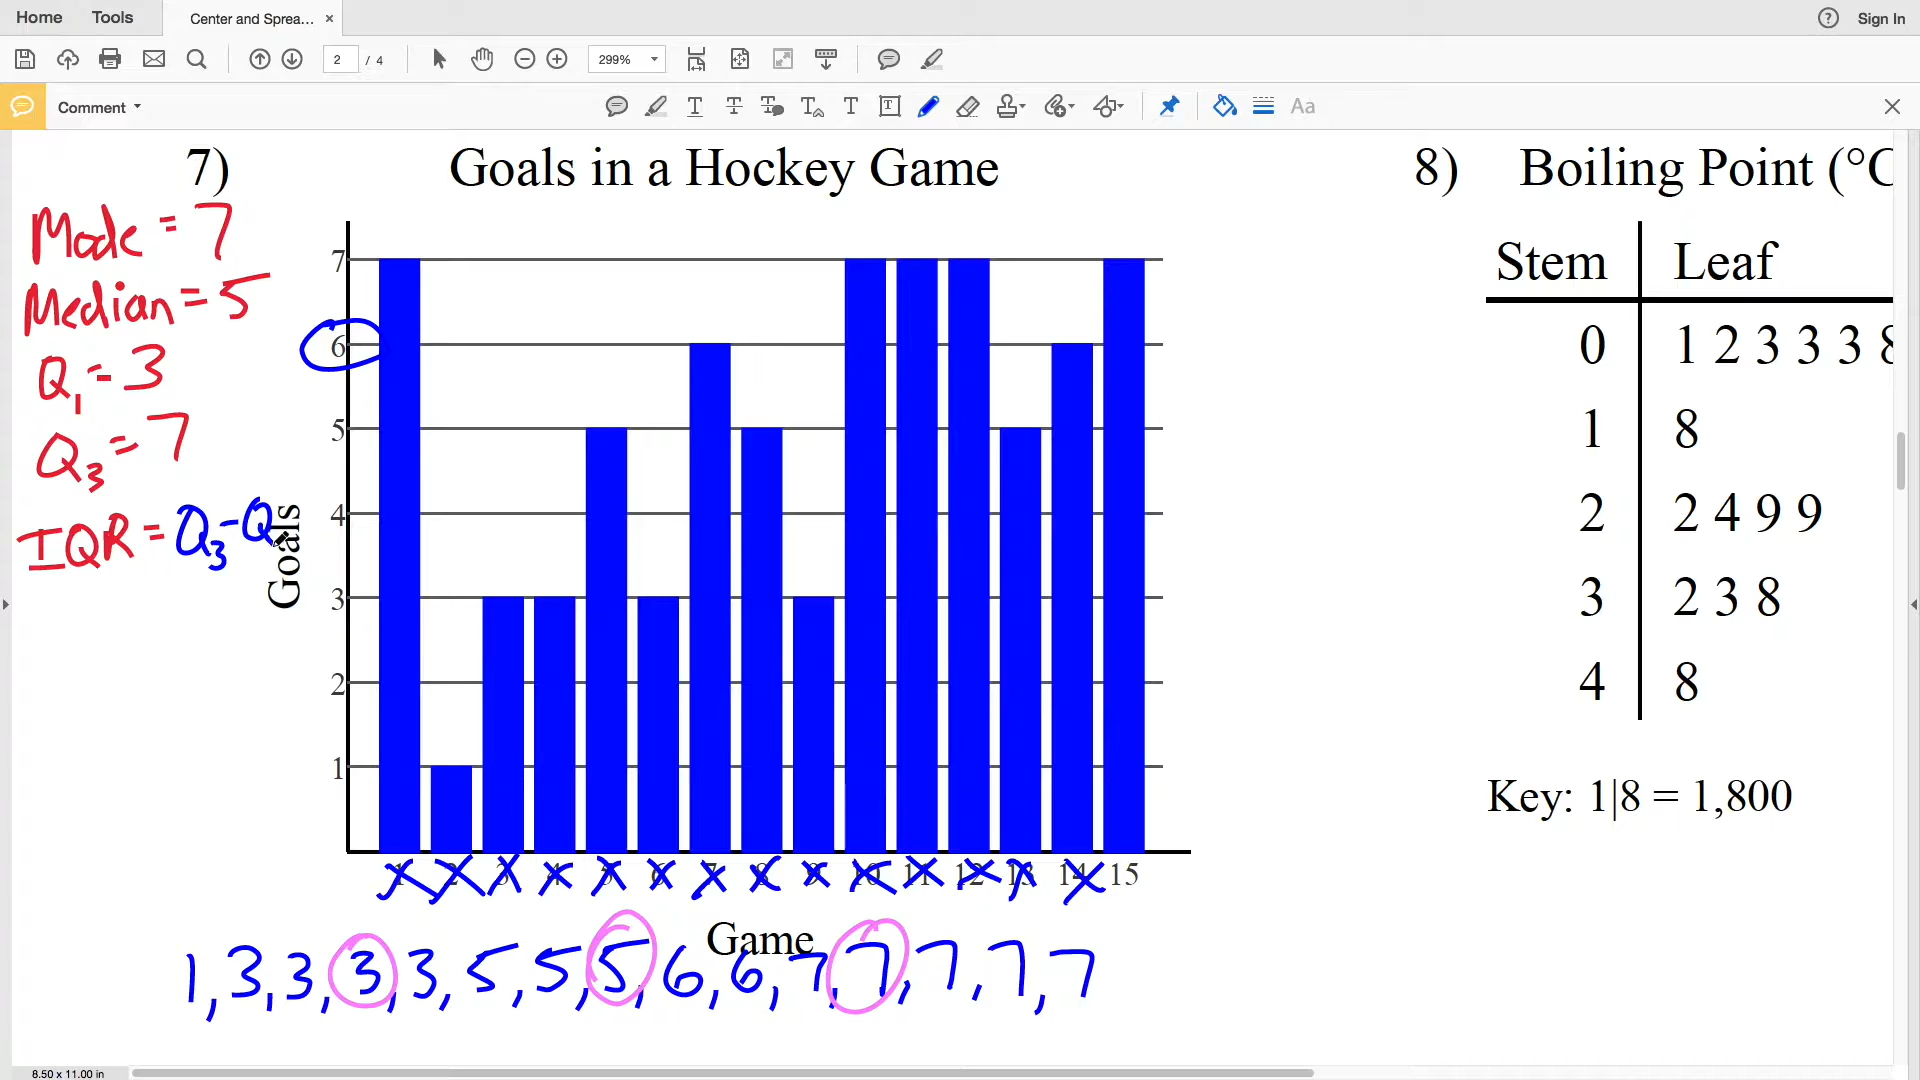 Home Tools Center and Sprea... × ? Sign In
2 / 4 299%
Comment Aa
7) Goals in a Hockey Game
Mode = 7
Median = 5
Q1 = 3
Q3 = 7
IQR = Q3 - Q
Goals
7
6
5
4
3
2
1
1 2 3 4 5 6 7 8 9 10 11 12 13 14 15
Game
1, 3, 3, 3, 3, 5, 5, 5, 6, 6, 7, 7, 7, 7, 7
8) Boiling Point (°C
Stem Leaf
0 1 2 3 3 3 8
1 8
2 2 4 9 9
3 2 3 8
4 8
Key: 1|8 = 1,800
8.50 x 11.00 in